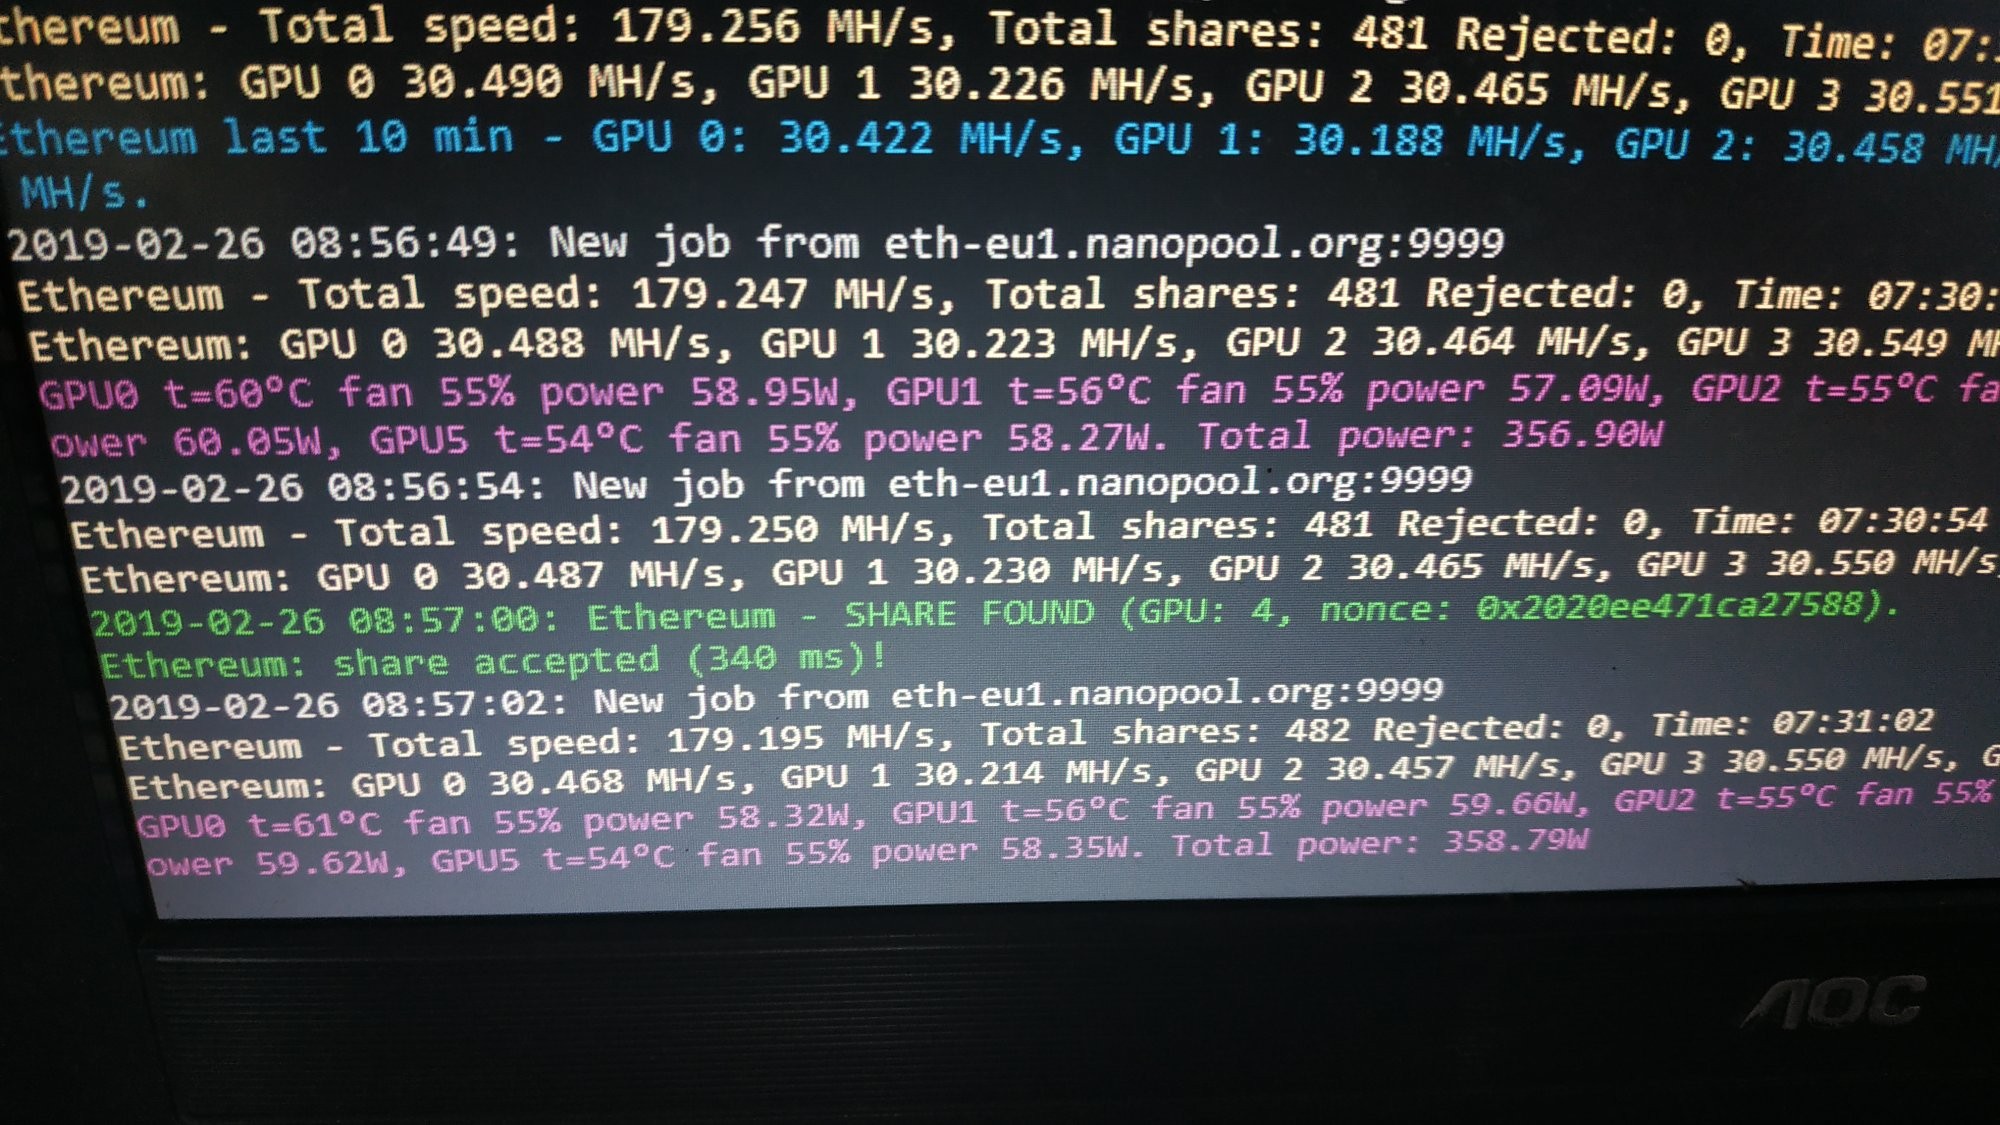 thereum - Total speed: 179.256 MH/s, Total shares: 481 Rejected: 0, Time: 07:
thereum: GPU 0 30.490 MH/s, GPU 1 30.226 MH/s, GPU 2 30.465 MH/s, GPU 3 30.551
Ethereum last 10 min - GPU 0: 30.422 MH/s, GPU 1: 30.188 MH/s, GPU 2: 30.458 MH/
MH/s.
2019-02-26 08:56:49: New job from eth-eu1.nanopool.org:9999
Ethereum - Total speed: 179.247 MH/s, Total shares: 481 Rejected: 0, Time: 07:30:
Ethereum: GPU 0 30.488 MH/s, GPU 1 30.223 MH/s, GPU 2 30.464 MH/s, GPU 3 30.549 MH
GPU0 t=60°C fan 55% power 58.95W, GPU1 t=56°C fan 55% power 57.09W, GPU2 t=55°C fa
ower 60.05W, GPU5 t=54°C fan 55% power 58.27W. Total power: 356.90W
2019-02-26 08:56:54: New job from eth-eu1.nanopool.org:9999
Ethereum - Total speed: 179.250 MH/s, Total shares: 481 Rejected: 0, Time: 07:30:54
Ethereum: GPU 0 30.487 MH/s, GPU 1 30.230 MH/s, GPU 2 30.465 MH/s, GPU 3 30.550 MH/s,
2019-02-26 08:57:00: Ethereum - SHARE FOUND (GPU: 4, nonce: 0x2020ee471ca27588).
Ethereum: share accepted (340 ms)!
2019-02-26 08:57:02: New job from eth-eu1.nanopool.org:9999
Ethereum - Total speed: 179.195 MH/s, Total shares: 482 Rejected: 0, Time: 07:31:02
Ethereum: GPU 0 30.468 MH/s, GPU 1 30.214 MH/s, GPU 2 30.457 MH/s, GPU 3 30.550 MH/s, G
GPU0 t=61°C fan 55% power 58.32W, GPU1 t=56°C fan 55% power 59.66W, GPU2 t=55°C fan 55%
ower 59.62W, GPU5 t=54°C fan 55% power 58.35W. Total power: 358.79W
AOC